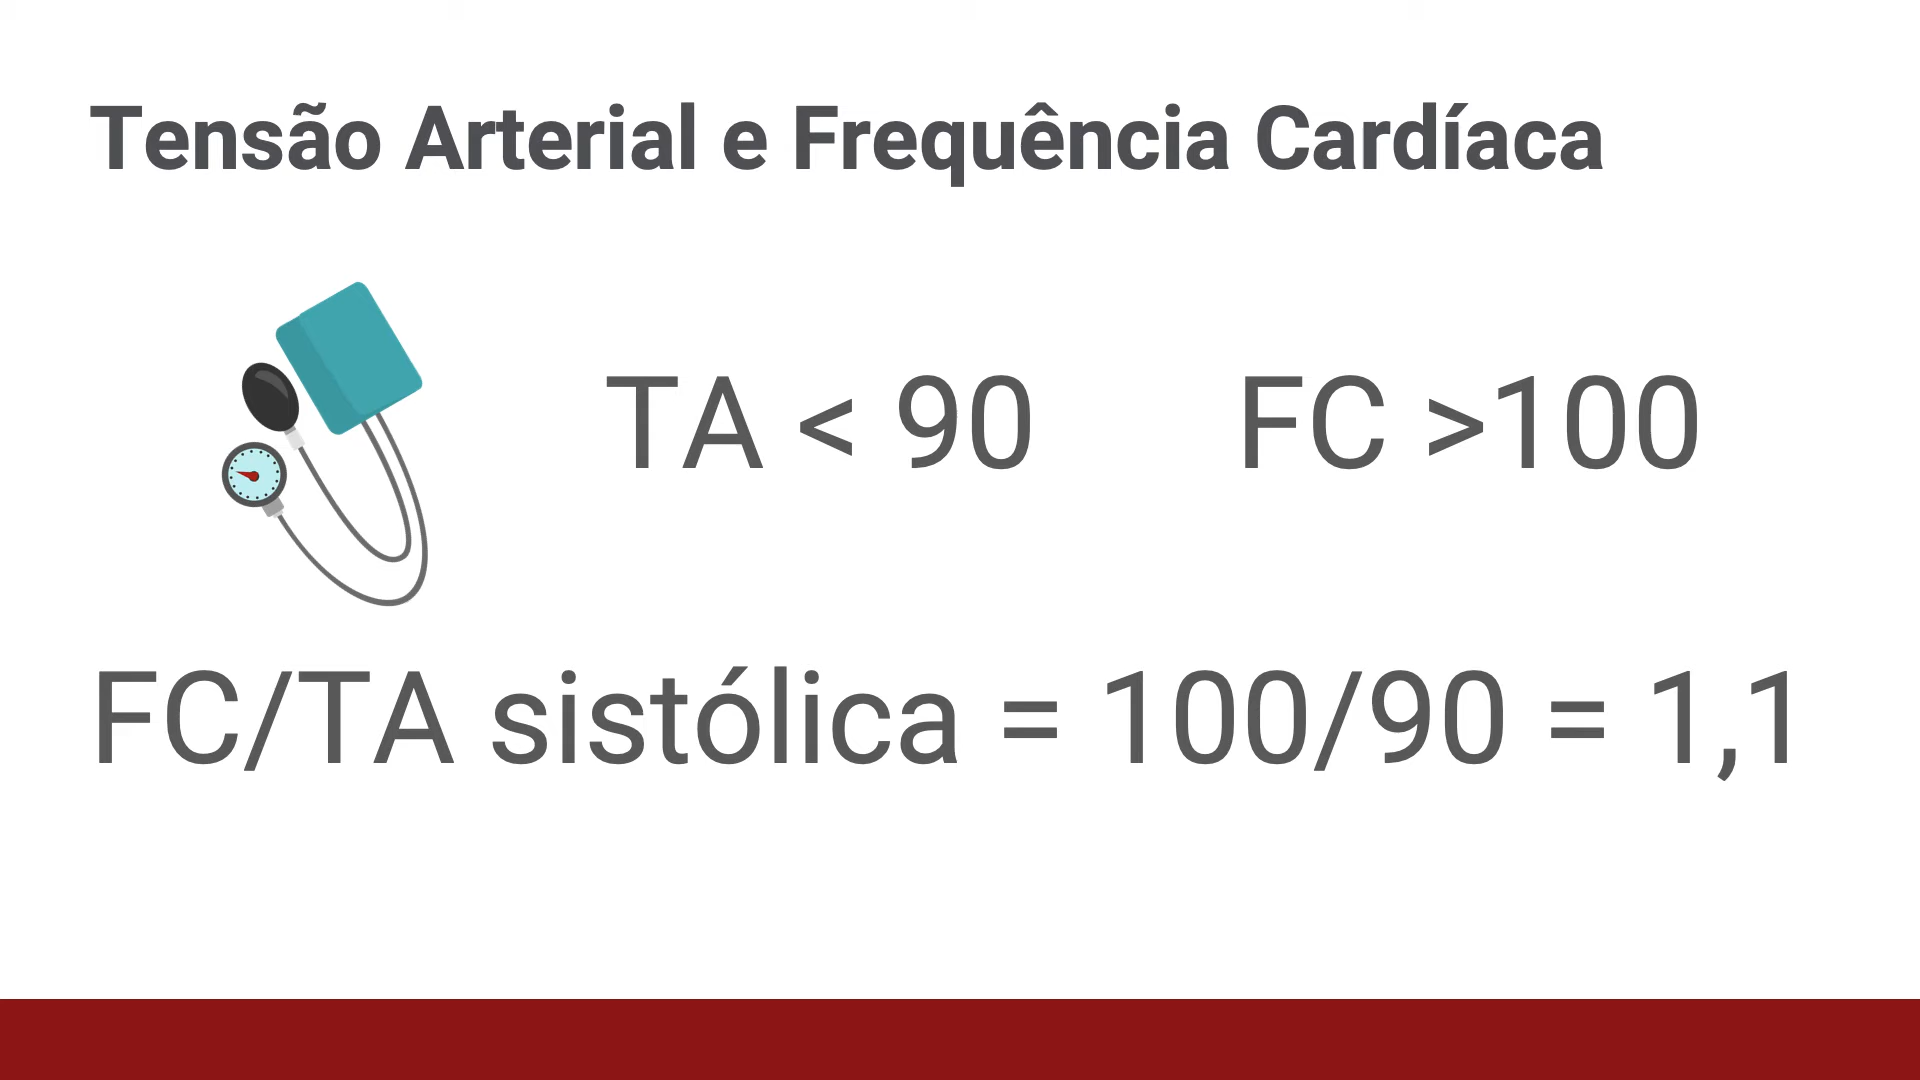 Tensão Arterial e Frequência Cardíaca
TA < 90 FC >100
FC/TA sistólica = 100/90 = 1,1